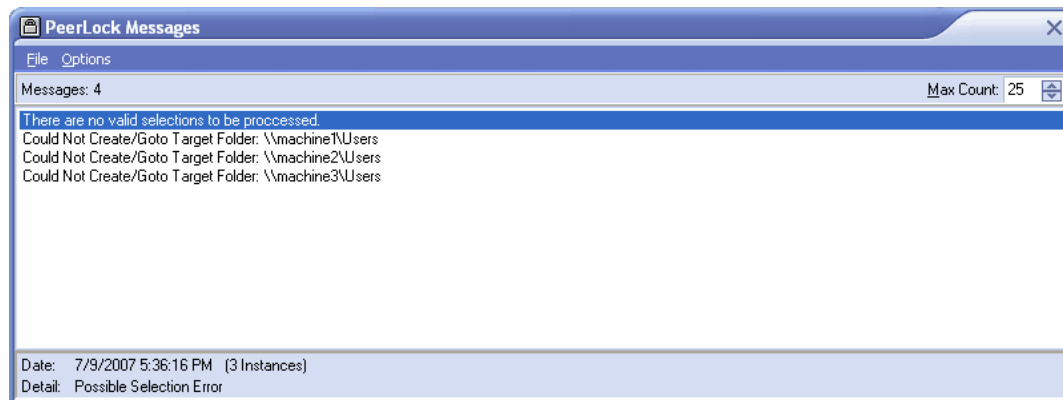 PeerLock Messages
File Options
Messages: 4 Max Count: 25
There are no valid selections to be proccessed.
Could Not Create/Goto Target Folder: \\machine1\Users
Could Not Create/Goto Target Folder: \\machine2\Users
Could Not Create/Goto Target Folder: \\machine3\Users
Date: 7/9/2007 5:36:16 PM (3 Instances)
Detail: Possible Selection Error